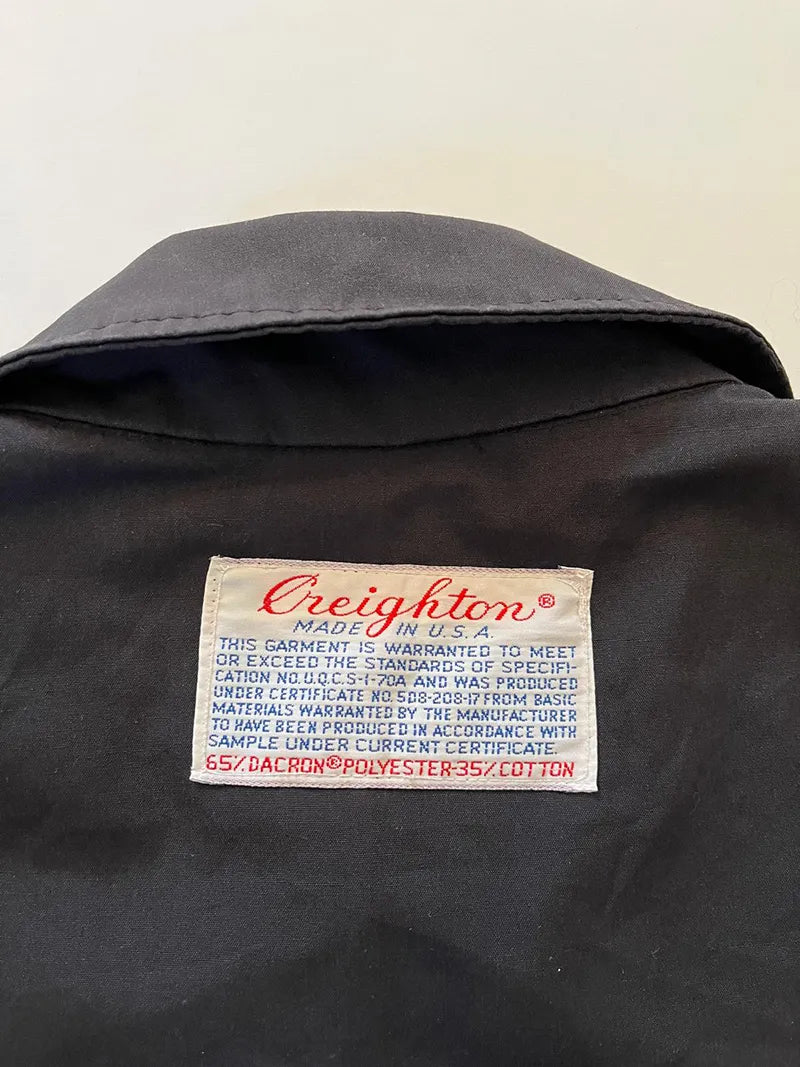 Creighton®
MADE IN U.S.A.
THIS GARMENT IS WARRANTED TO MEET
OR EXCEED THE STANDARDS OF SPECIFI-
CATION NO. U.Q.C.S-1-70A AND WAS PRODUCED
UNDER CERTIFICATE NO. 508-208-17 FROM BASIC
MATERIALS WARRANTED BY THE MANUFACTURER
TO HAVE BEEN PRODUCED IN ACCORDANCE WITH
SAMPLE UNDER CURRENT CERTIFICATE.
65% DACRON® POLYESTER-35% COTTON